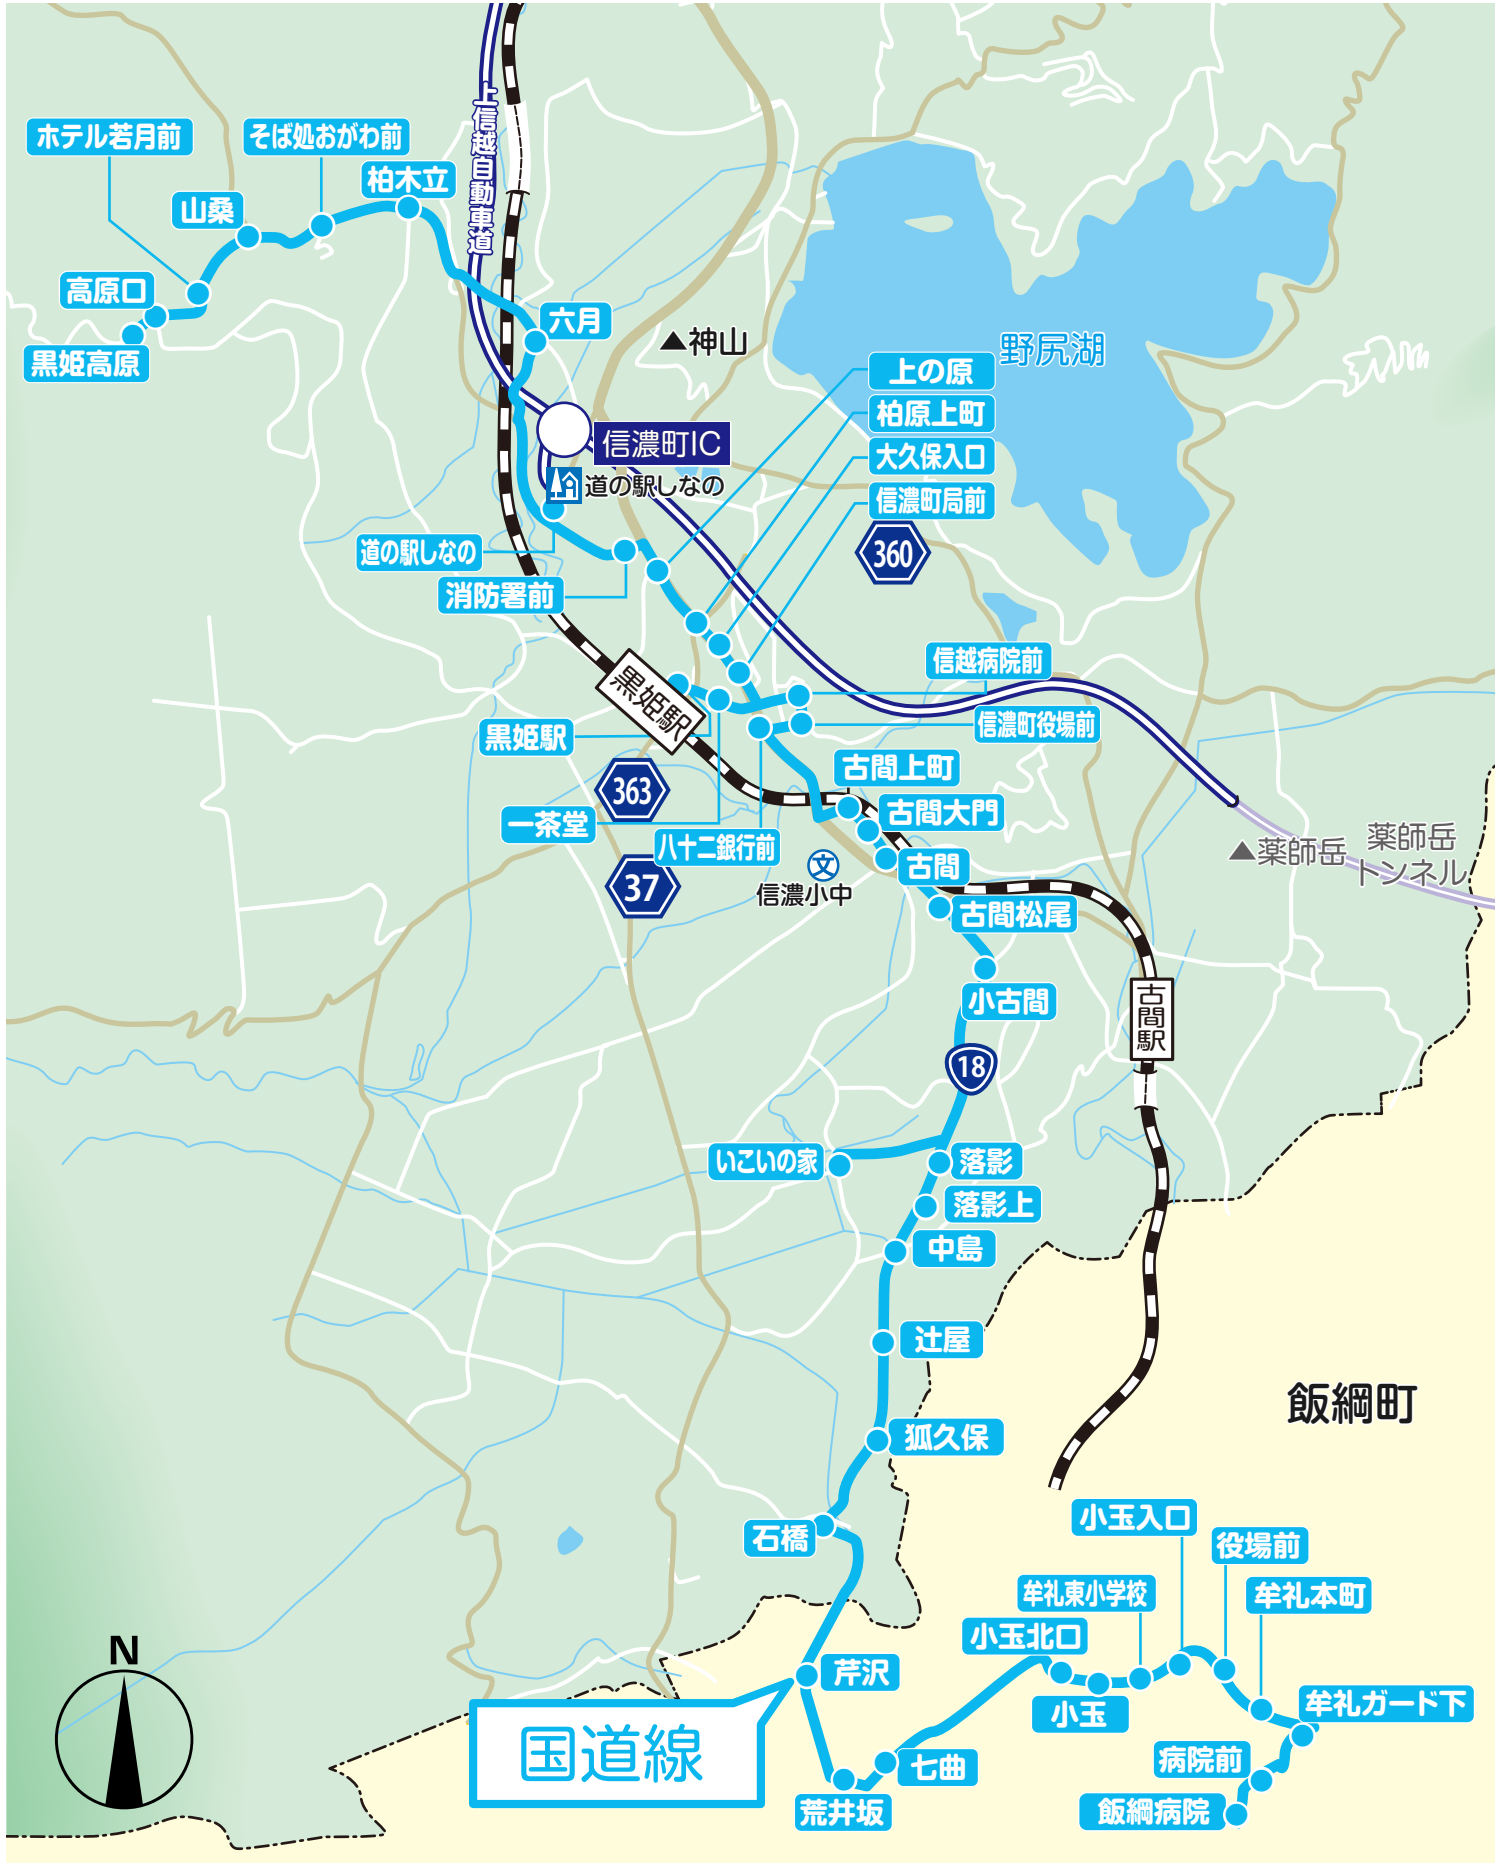 上信越自動車道
ホテル若月前
そば処おがわ前
柏木立
山桑
高原口
黒姫高原
六月
▲神山
野尻湖
上の原
柏原上町
大久保入口
信濃町局前
信濃町IC
道の駅しなの
360
道の駅しなの
消防署前
信越病院前
黒姫駅
信濃町役場前
黒姫駅
古間上町
363
古間大門
一茶堂
八十二銀行前
薬師岳
トンネル
▲薬師岳
文
古間
37
信濃小中
古間松尾
小古間
古間駅
18
いこいの家
落影
落影上
中島
辻屋
飯綱町
狐久保
小玉入口
石橋
役場前
牟礼東小学校
牟礼本町
小玉北口
N
芹沢
牟礼ガード下
小玉
国道線
病院前
七曲
荒井坂
飯綱病院